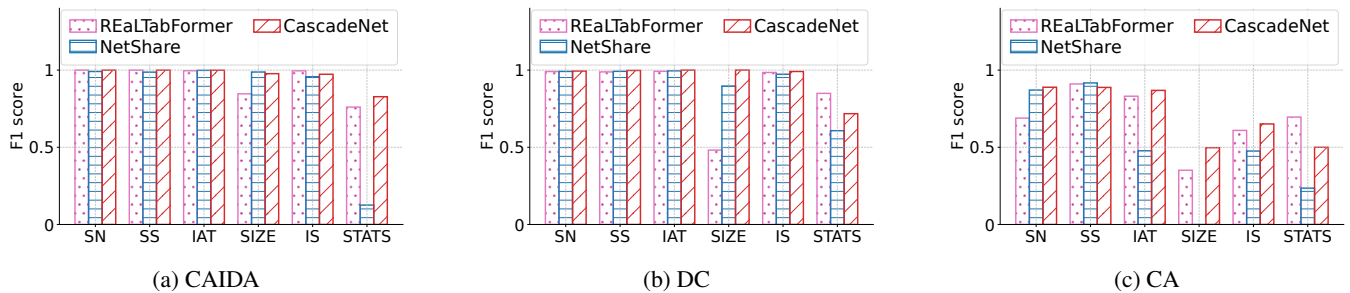 REaLTabFormer
CascadeNet
NetShare
F1 score
1
0.5
0
SN SS IAT SIZE IS STATS
(a) CAIDA
REaLTabFormer
CascadeNet
NetShare
F1 score
1
0.5
0
SN SS IAT SIZE IS STATS
(b) DC
REaLTabFormer
CascadeNet
NetShare
F1 score
1
0.5
0
SN SS IAT SIZE IS STATS
(c) CA